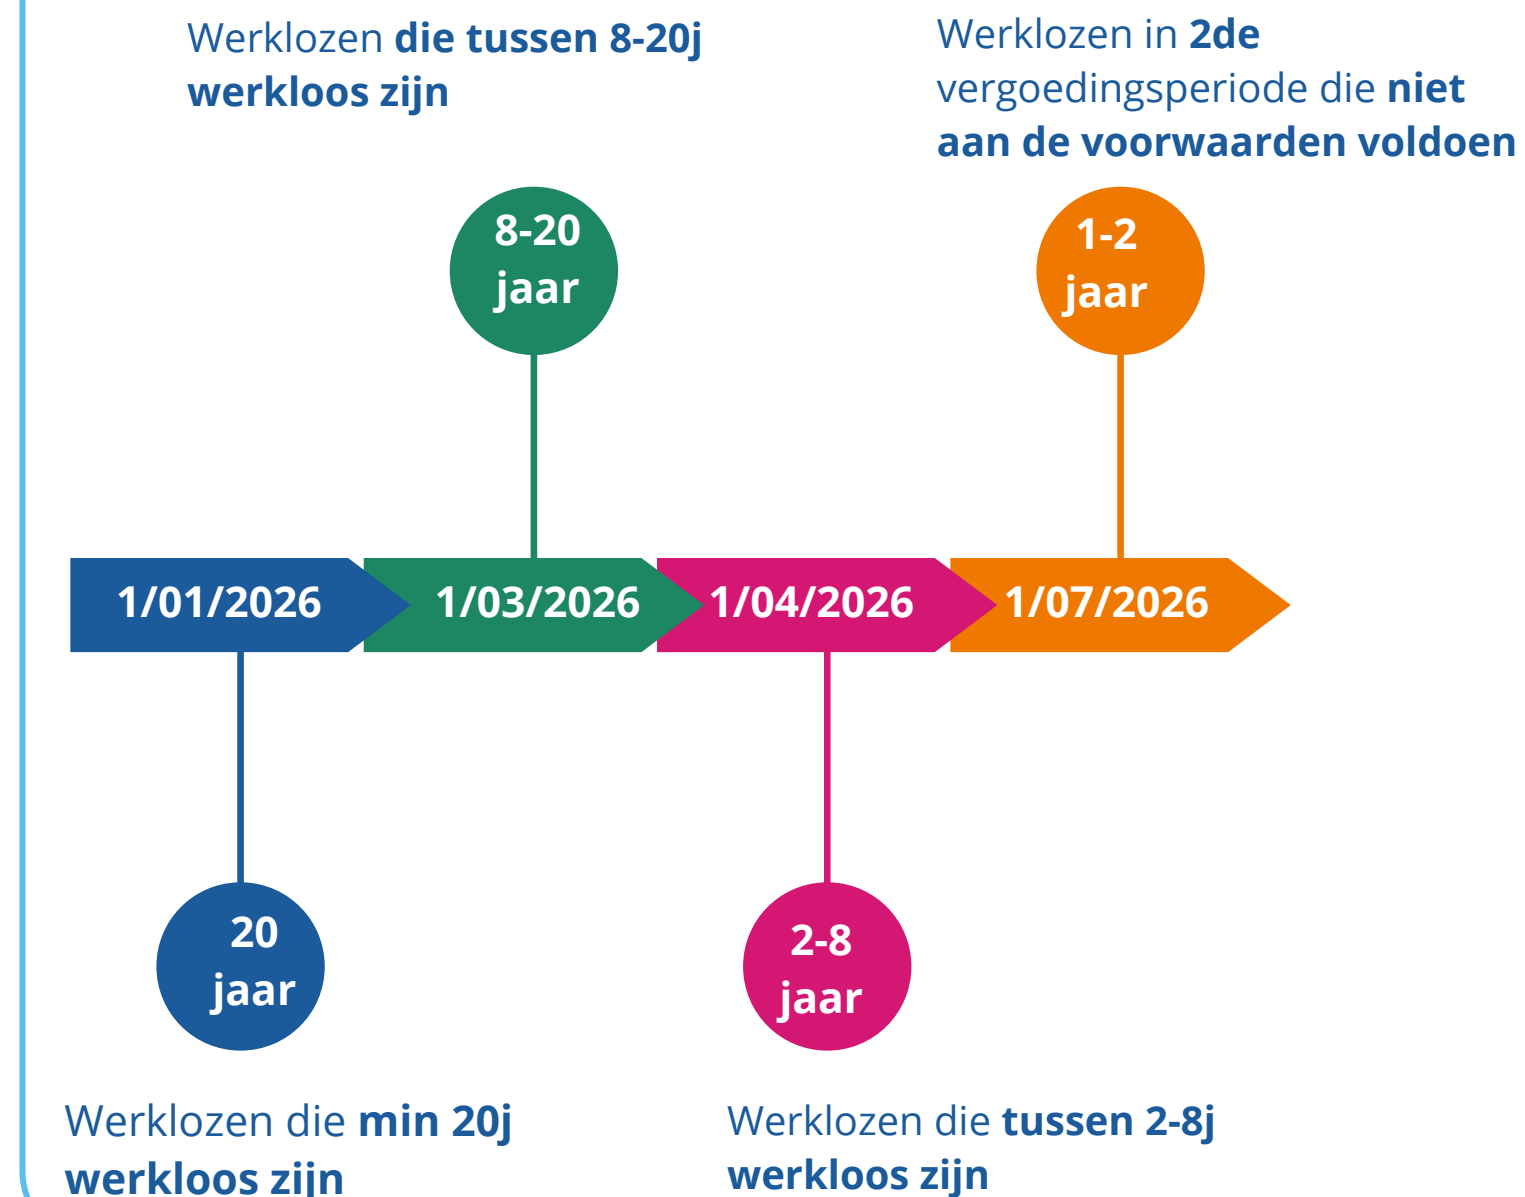 Werklozen die tussen 8-20j
werkloos zijn
Werklozen in 2de
vergoedingsperiode die niet
aan de voorwaarden voldoen
8-20
jaar
1-2
jaar
1/01/2026
1/03/2026
1/04/2026
1/07/2026
20
jaar
2-8
jaar
Werklozen die min 20j
werkloos zijn
Werklozen die tussen 2-8j
werkloos zijn